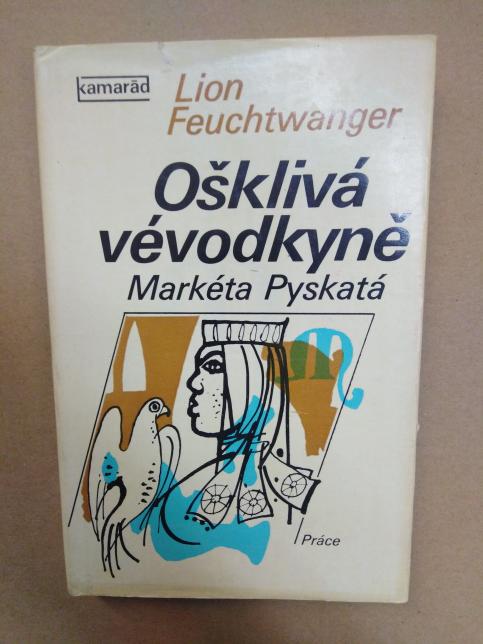 kamarád
Lion
Feuchtwanger
Ošklivá
vévodkyně
Markéta Pyskatá
Práce